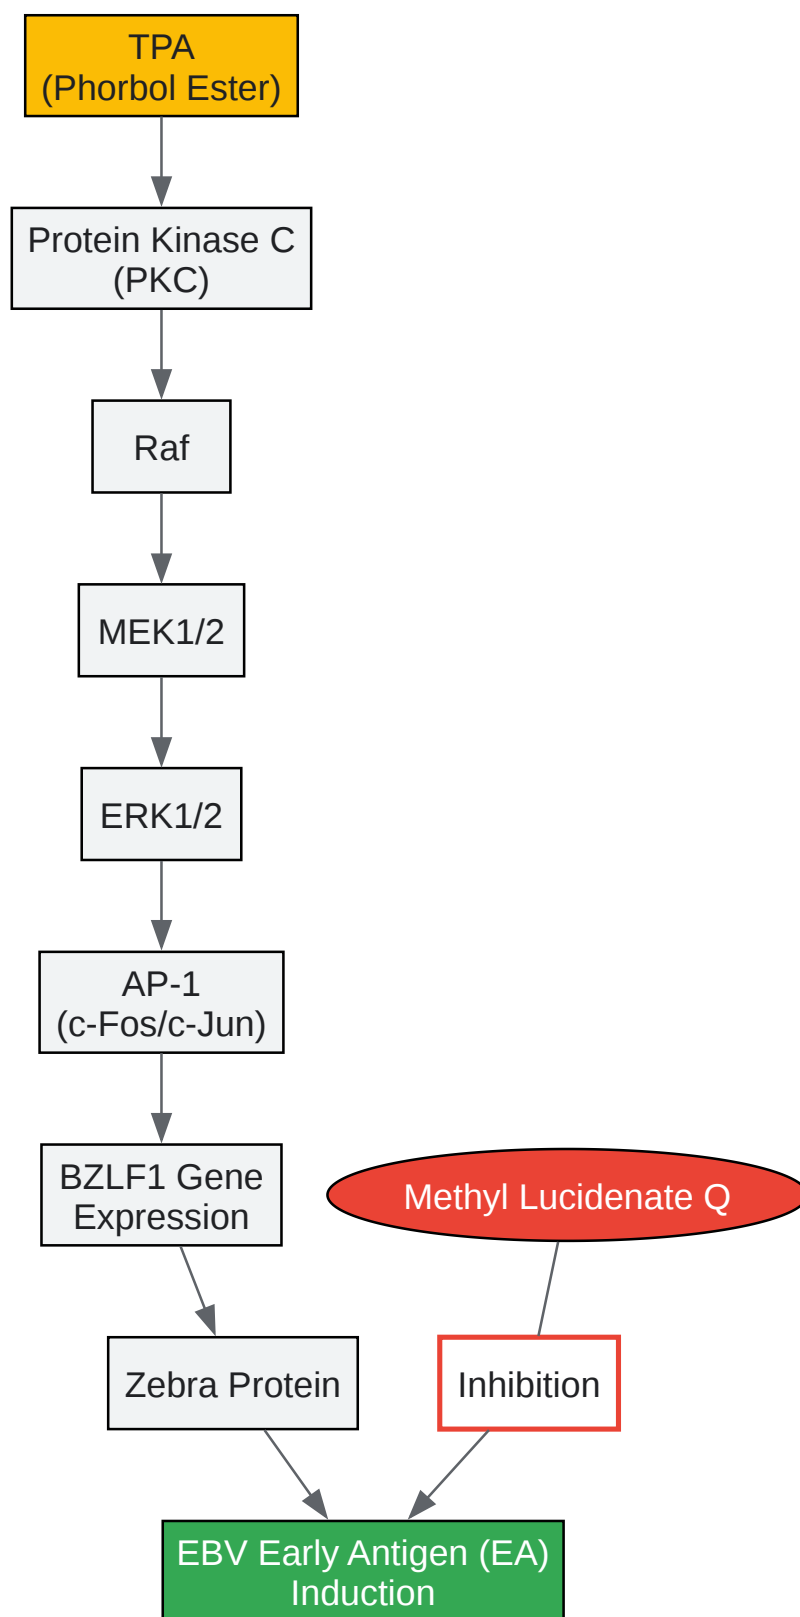 TPA
(Phorbol Ester)
Protein Kinase C
(PKC)
Raf
MEK1/2
ERK1/2
AP-1
(c-Fos/c-Jun)
BZLF1 Gene
Expression
Methyl Lucidenate Q
Zebra Protein
Inhibition
EBV Early Antigen (EA)
Induction